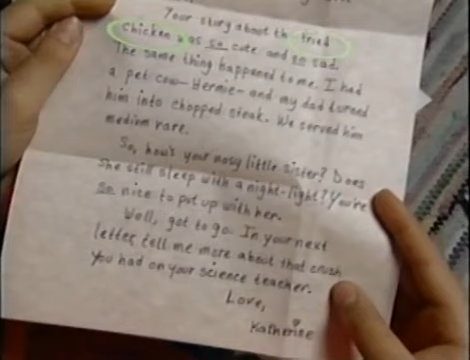 Your story about the fried
chicken was so cute and so sad.
The same thing happened to me. I had
a pet cow-Hermie-and my dad turned
him into chopped steak. We served him
medium rare.
So, how's your nosy little sister? Does
she still sleep with a night-light? You're
so nice to put up with her.
Well, got to go. In your next
letter, tell me more about that crush
you had on your science teacher.
Love,
Katherine